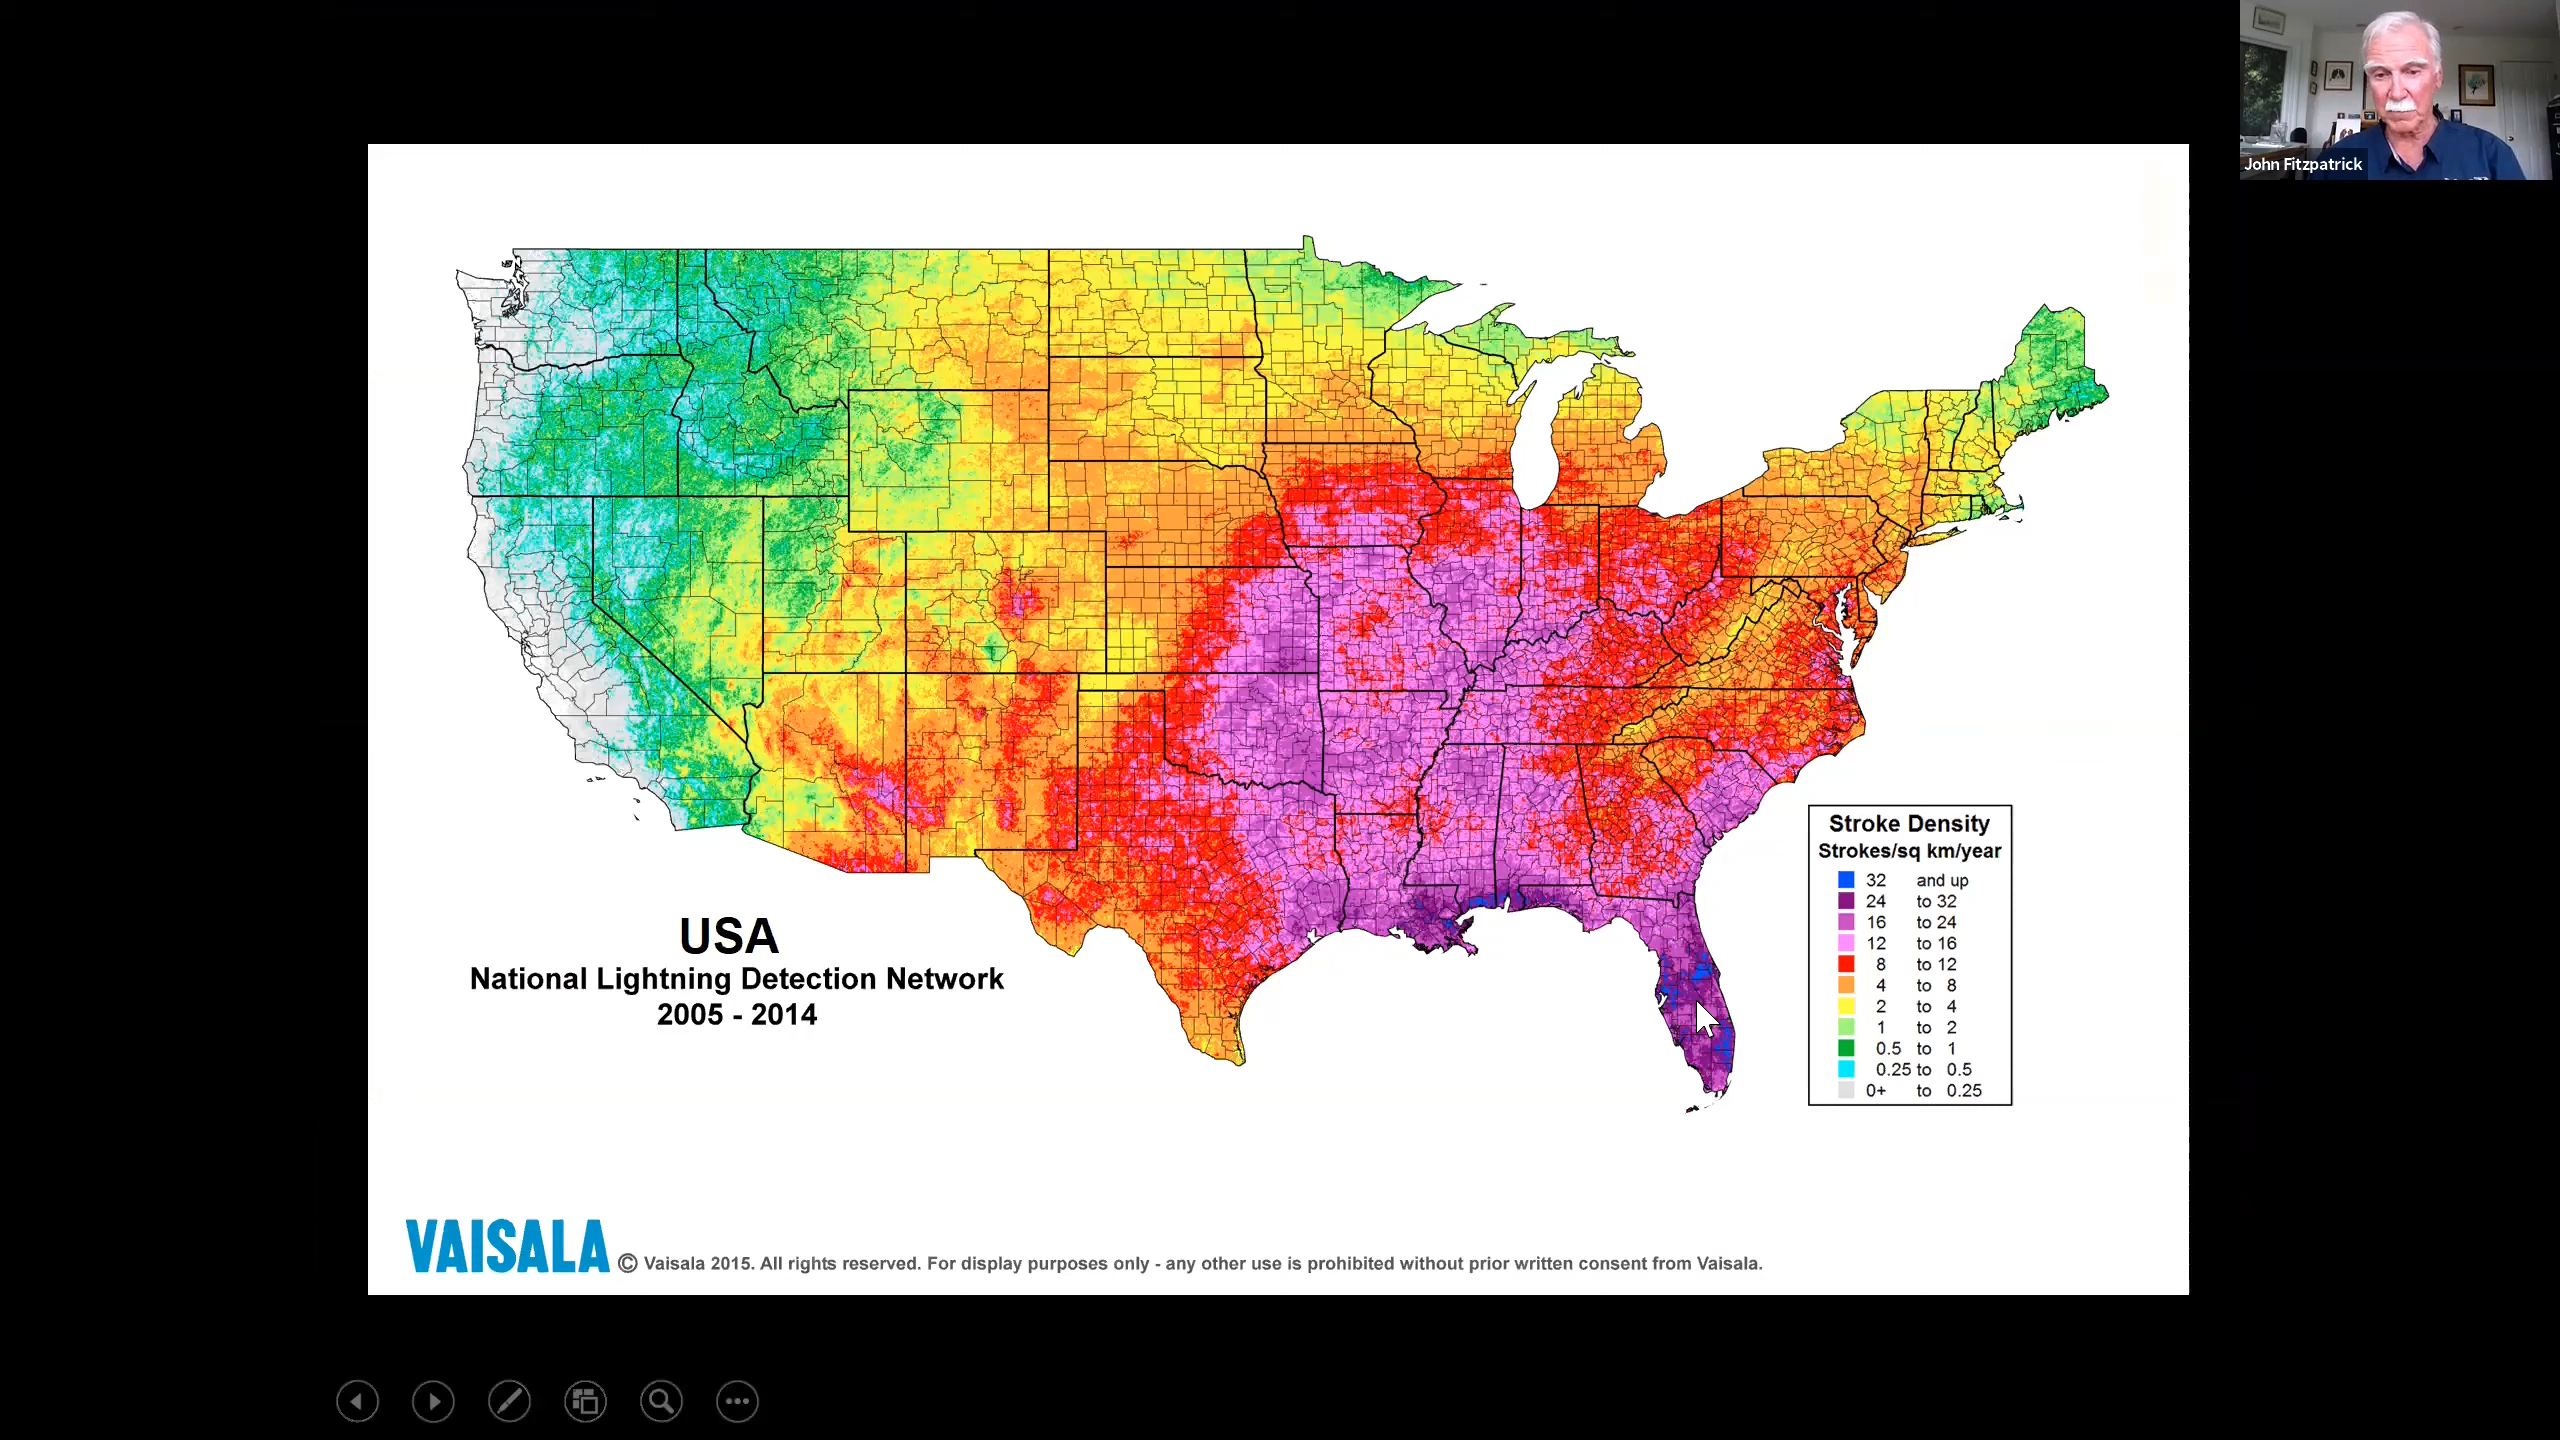 John Fitzpatrick
USA
National Lightning Detection Network
2005 - 2014
Stroke Density
Strokes/sq km/year
32 and up
24 to 32
16 to 24
12 to 16
8 to 12
4 to 8
2 to 4
1 to 2
0.5 to 1
0.25 to 0.5
0+ to 0.25
VAISALA © Vaisala 2015. All rights reserved. For display purposes only - any other use is prohibited without prior written consent from Vaisala.